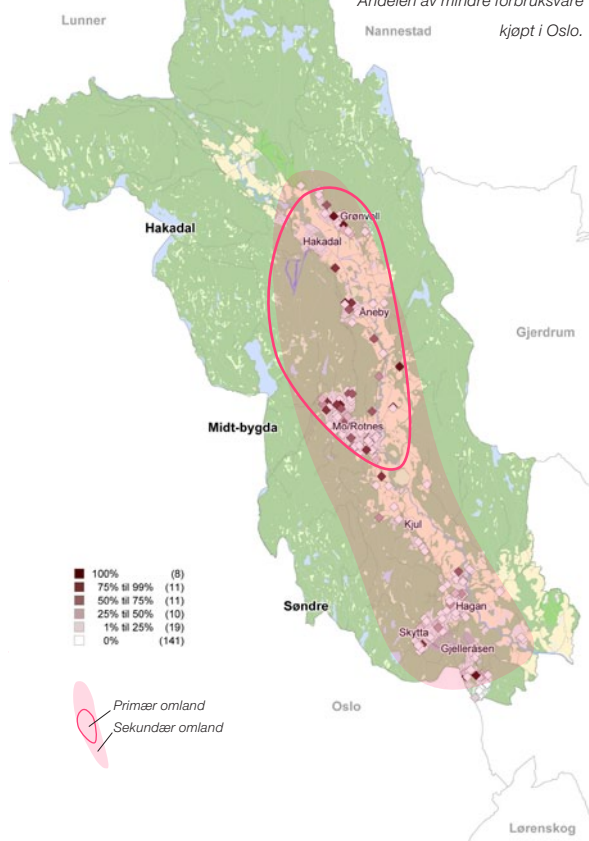 Andelen av mindre forbruksvare
kjøpt i Oslo.
Lunner
Nannestad
Grønvoll
Hakadal
Hakadal
Åneby
Gjerdrum
Midt-bygda
Mo/Rotnes
Kjul
100% (8)
75% til 99% (11)
50% til 75% (11)
25% til 50% (10)
1% til 25% (19)
0% (141)
Søndre
Hagan
Skytta
Gjelleråsen
Primær omland
Sekundær omland
Oslo
Lørenskog